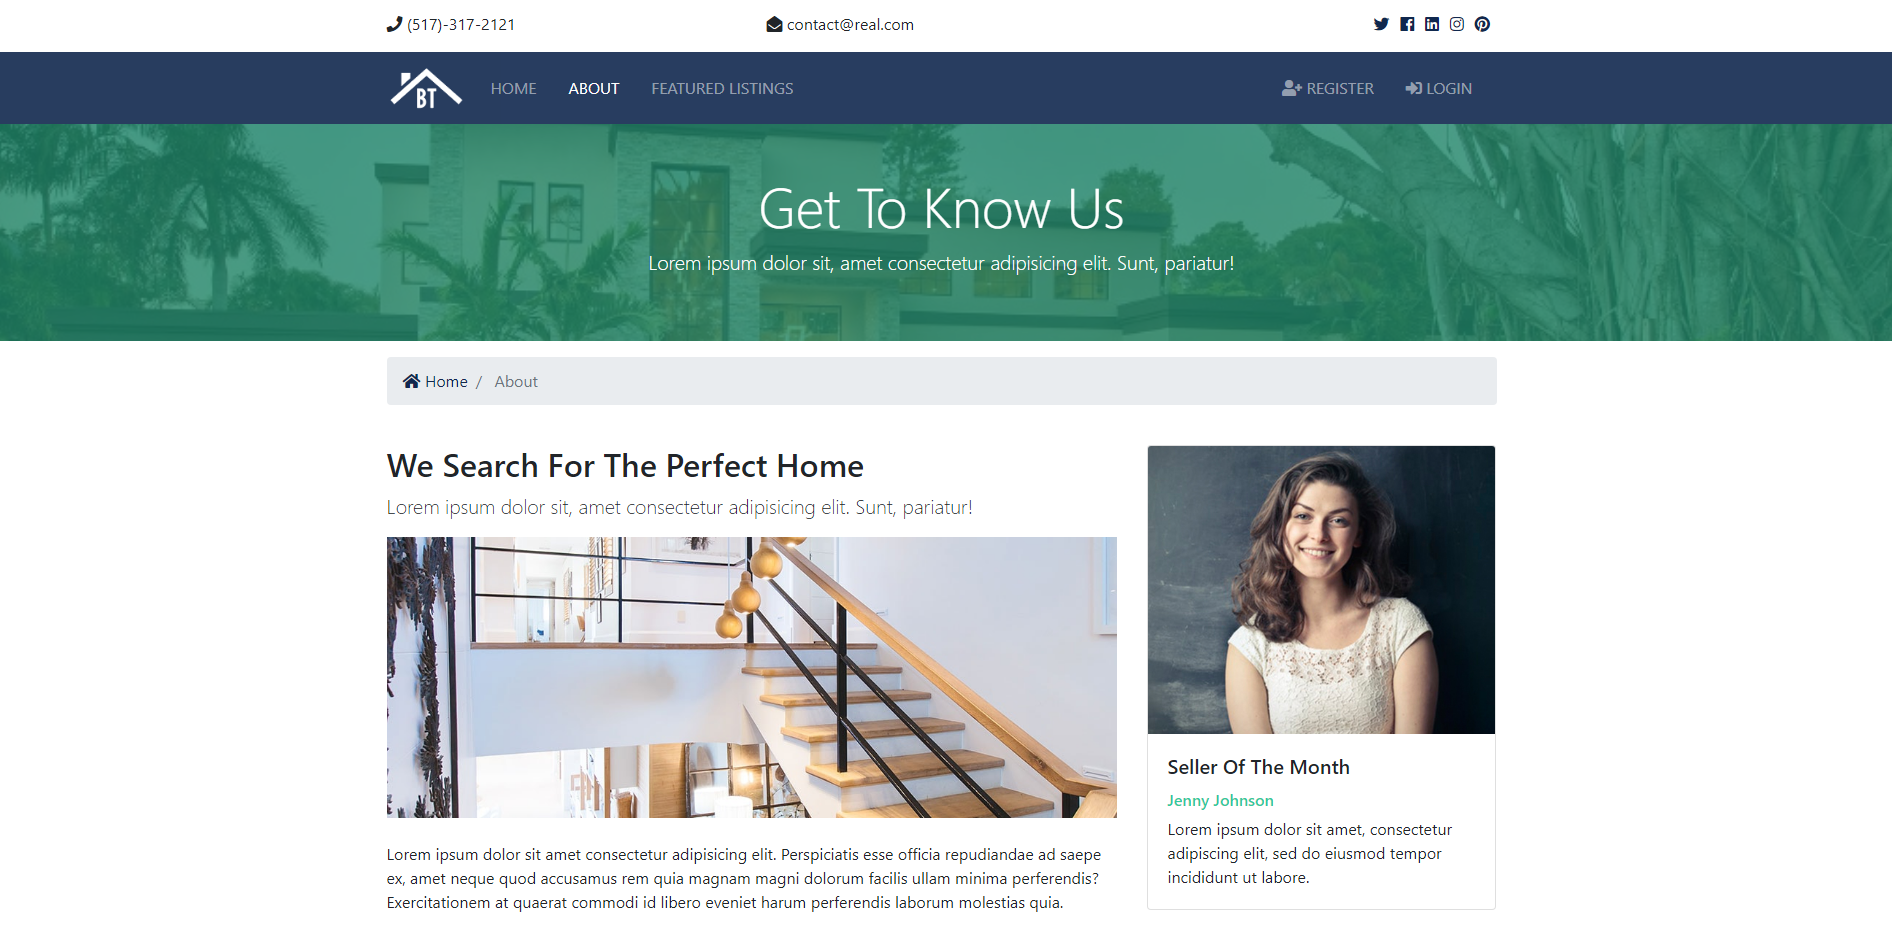 (517)-317-2121
contact@real.com
BT
HOME
ABOUT
FEATURED LISTINGS
REGISTER
LOGIN
Get To Know Us
Lorem ipsum dolor sit, amet consectetur adipisicing elit. Sunt, pariatur!
Home / About
We Search For The Perfect Home
Lorem ipsum dolor sit, amet consectetur adipisicing elit. Sunt, pariatur!
Lorem ipsum dolor sit amet consectetur adipisicing elit. Perspiciatis esse officia repudiandae ad saepe
ex, amet neque quod accusamus rem quia magnam magni dolorum facilis ullam minima perferendis?
Exercitationem at quaerat commodi id libero eveniet harum perferendis laborum molestias quia.
Seller Of The Month
Jenny Johnson
Lorem ipsum dolor sit amet, consectetur
adipiscing elit, sed do eiusmod tempor
incididunt ut labore.